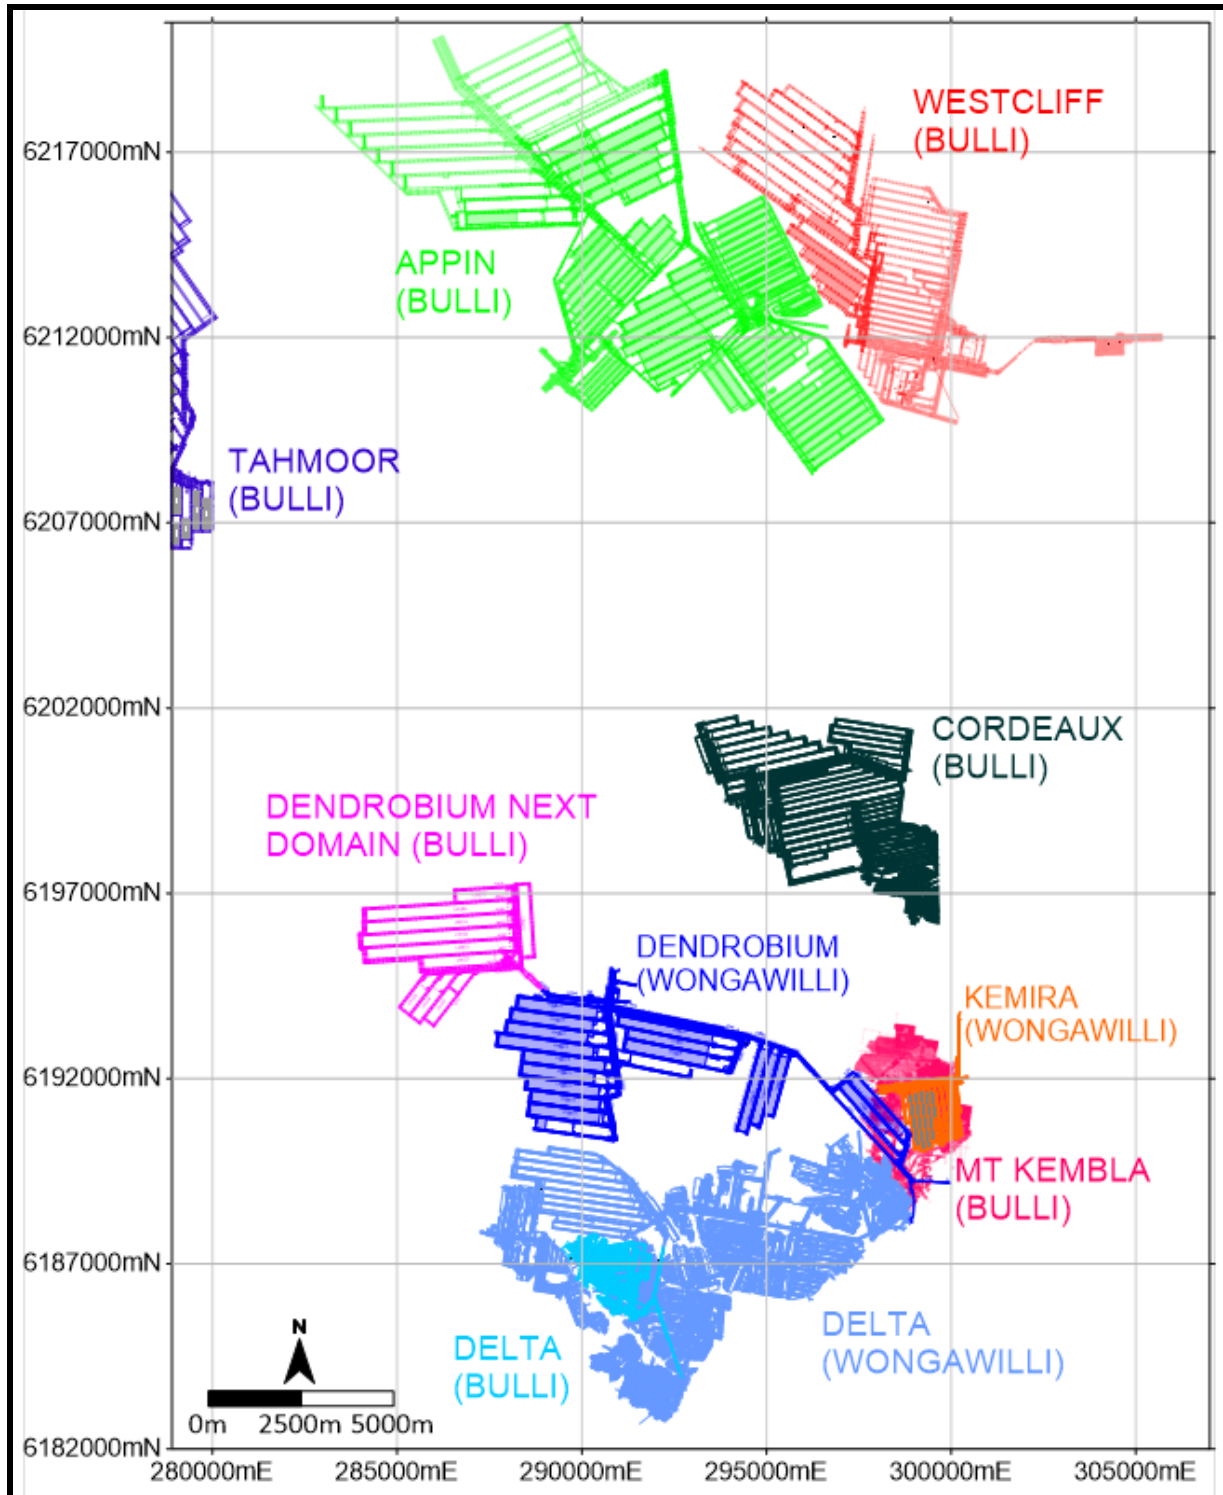 WESTCLIFF
(BULLI)
6217000mN
APPIN
(BULLI)
6212000mN
TAHMOOR
(BULLI)
6207000mN
6202000mN
CORDEAUX
(BULLI)
DENDROBIUM NEXT
DOMAIN (BULLI)
6197000mN
DENDROBIUM
(WONGAWILLI)
KEMIRA
(WONGAWILLI)
6192000mN
MT KEMBLA
(BULLI)
6187000mN
DELTA
(WONGAWILLI)
DELTA
(BULLI)
N
0m 2500m 5000m
6182000mN
280000mE 285000mE 290000mE 295000mE 300000mE 305000mE